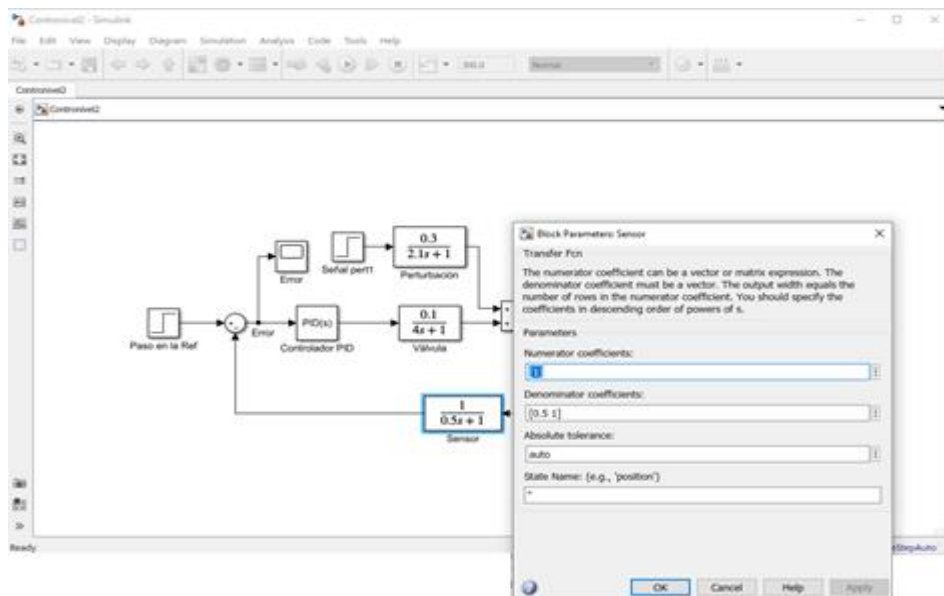 Contronivel2 - Simulink
File Edit View Display Diagram Simulation Analysis Code Tools Help
Normal
Contronivel2
Contronivel2
0.3
2.1s + 1
Perturbación
Señal pert1
Error
Paso en la Ref
Error
PID(s)
Controlador PID
0.1
4s + 1
Válvula
1
0.5s + 1
Sensor
Block Parameters: Sensor
Transfer Fcn
The numerator coefficient can be a vector or matrix expression. The
denominator coefficient must be a vector. The output width equals the
number of rows in the numerator coefficient. You should specify the
coefficients in descending order of powers of s.
Parameters
Numerator coefficients:
[1]
Denominator coefficients:
[0.5 1]
Absolute tolerance:
auto
State Name: (e.g., 'position')
''
OK Cancel Help Apply
Ready